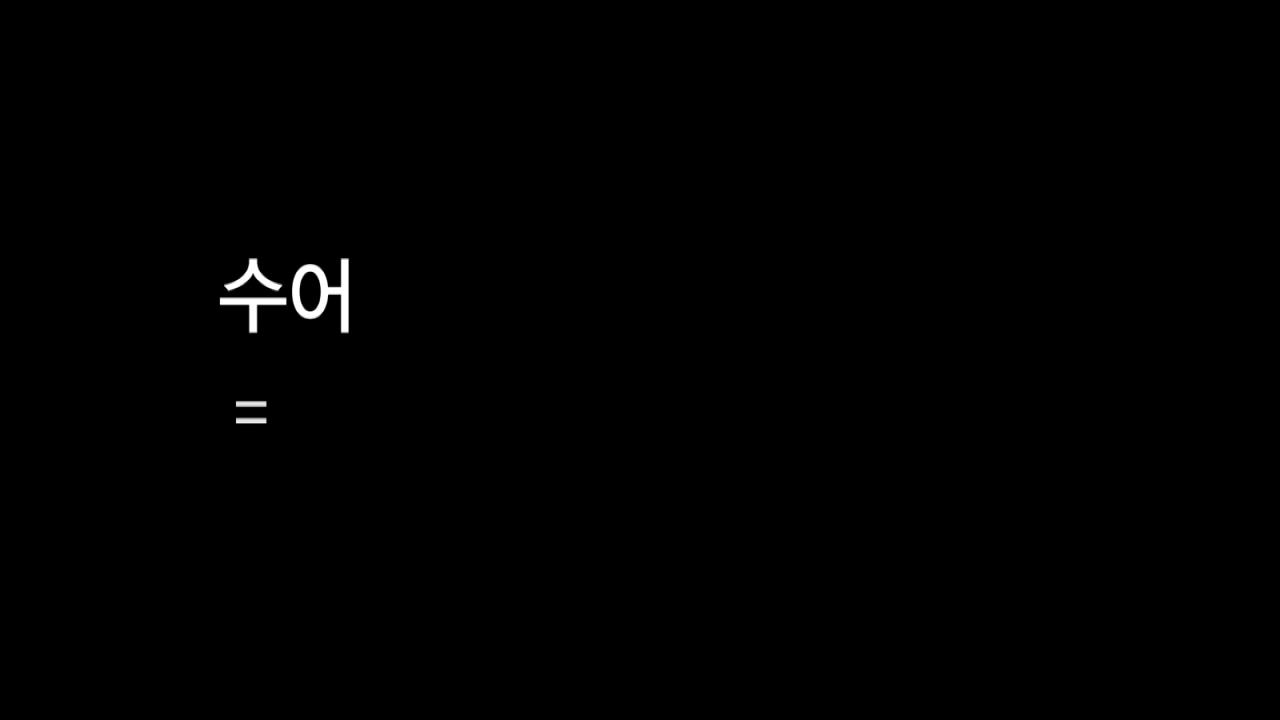 수어
=